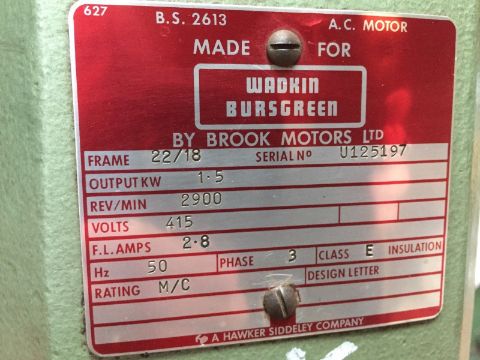 627 B.S. 2613 A.C. MOTOR
MADE FOR
WADKIN
BURSGREEN
BY BROOK MOTORS LTD
FRAME 22/18 SERIAL Nº U125197
OUTPUT KW 1·5
REV/MIN 2900
VOLTS 415
F.L. AMPS 2·8
Hz 50 PHASE 3 CLASS E INSULATION
RATING M/C DESIGN LETTER
A HAWKER SIDDELEY COMPANY